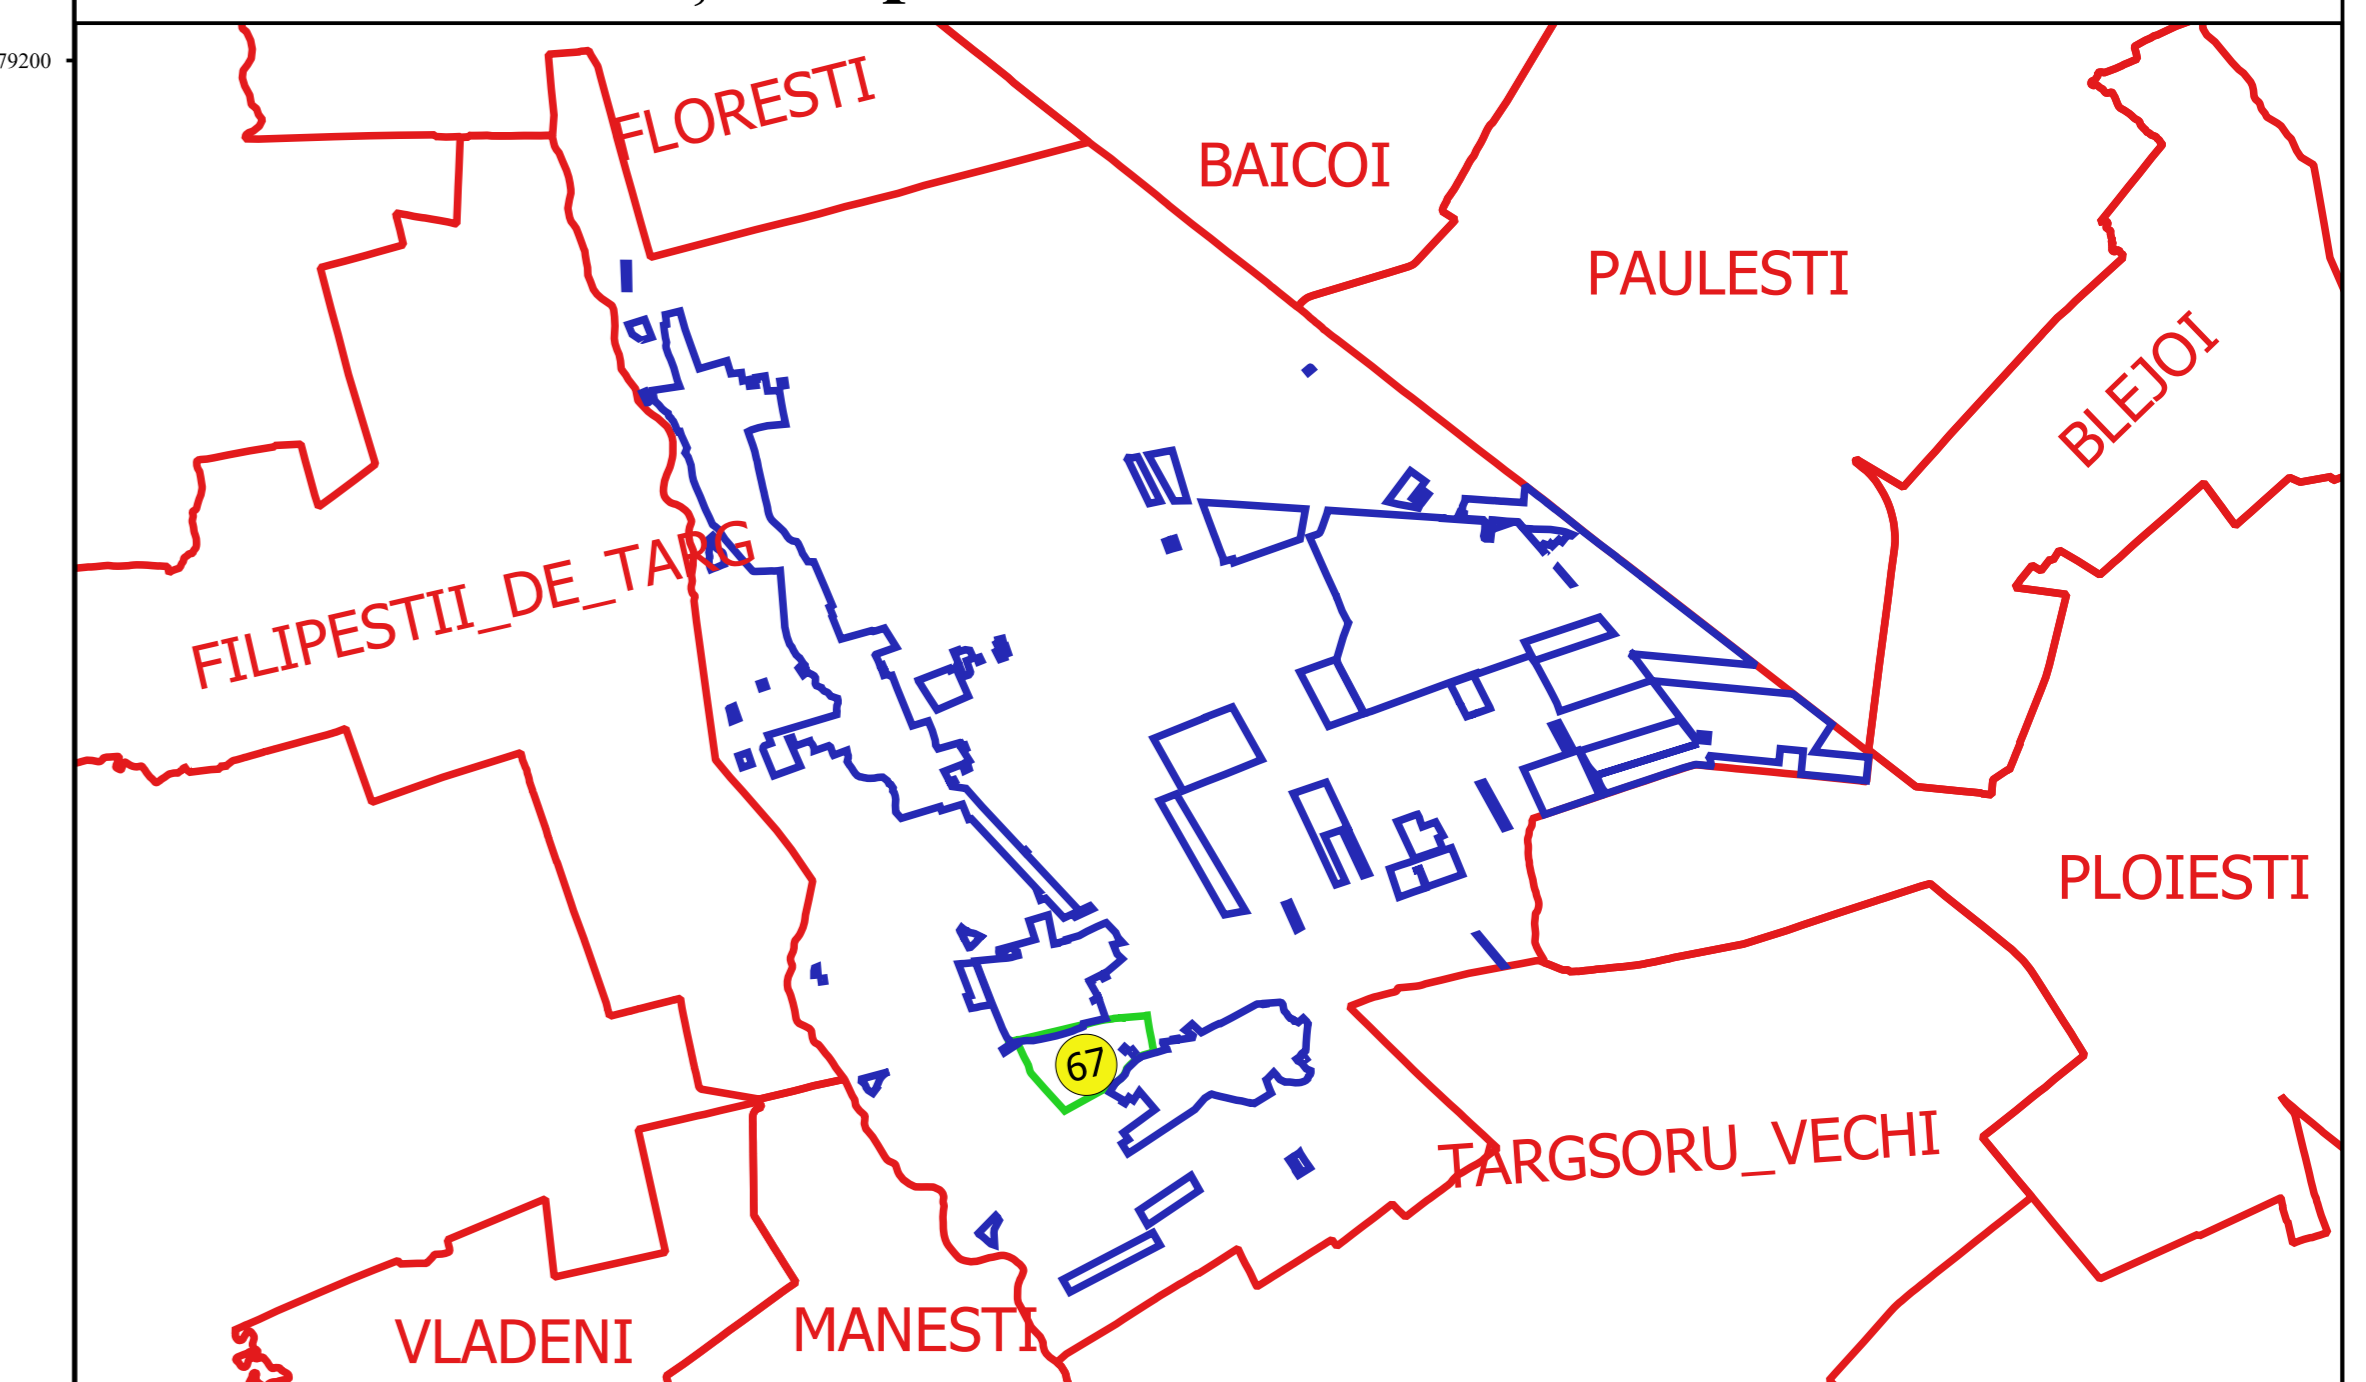 79200
FLORESTI
BAICOI
PAULESTI
BLEJOI
FILIPESTII_DE_TARG
PLOIESTI
67
TARGSORU_VECHI
MANESTI
VLADENI